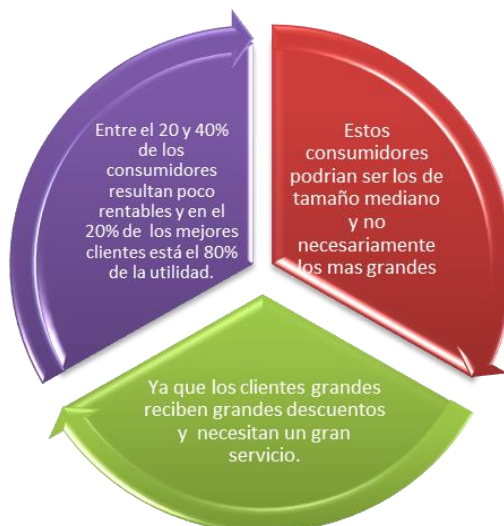 Entre el 20 y 40%
de los
consumidores
resultan poco
rentables y en el
20% de los mejores
clientes está el 80%
de la utilidad.
Estos
consumidores
podrian ser los de
tamaño mediano
y no
necesariamente
los mas grandes
Ya que los clientes grandes
reciben grandes descuentos
y necesitan un gran
servicio.